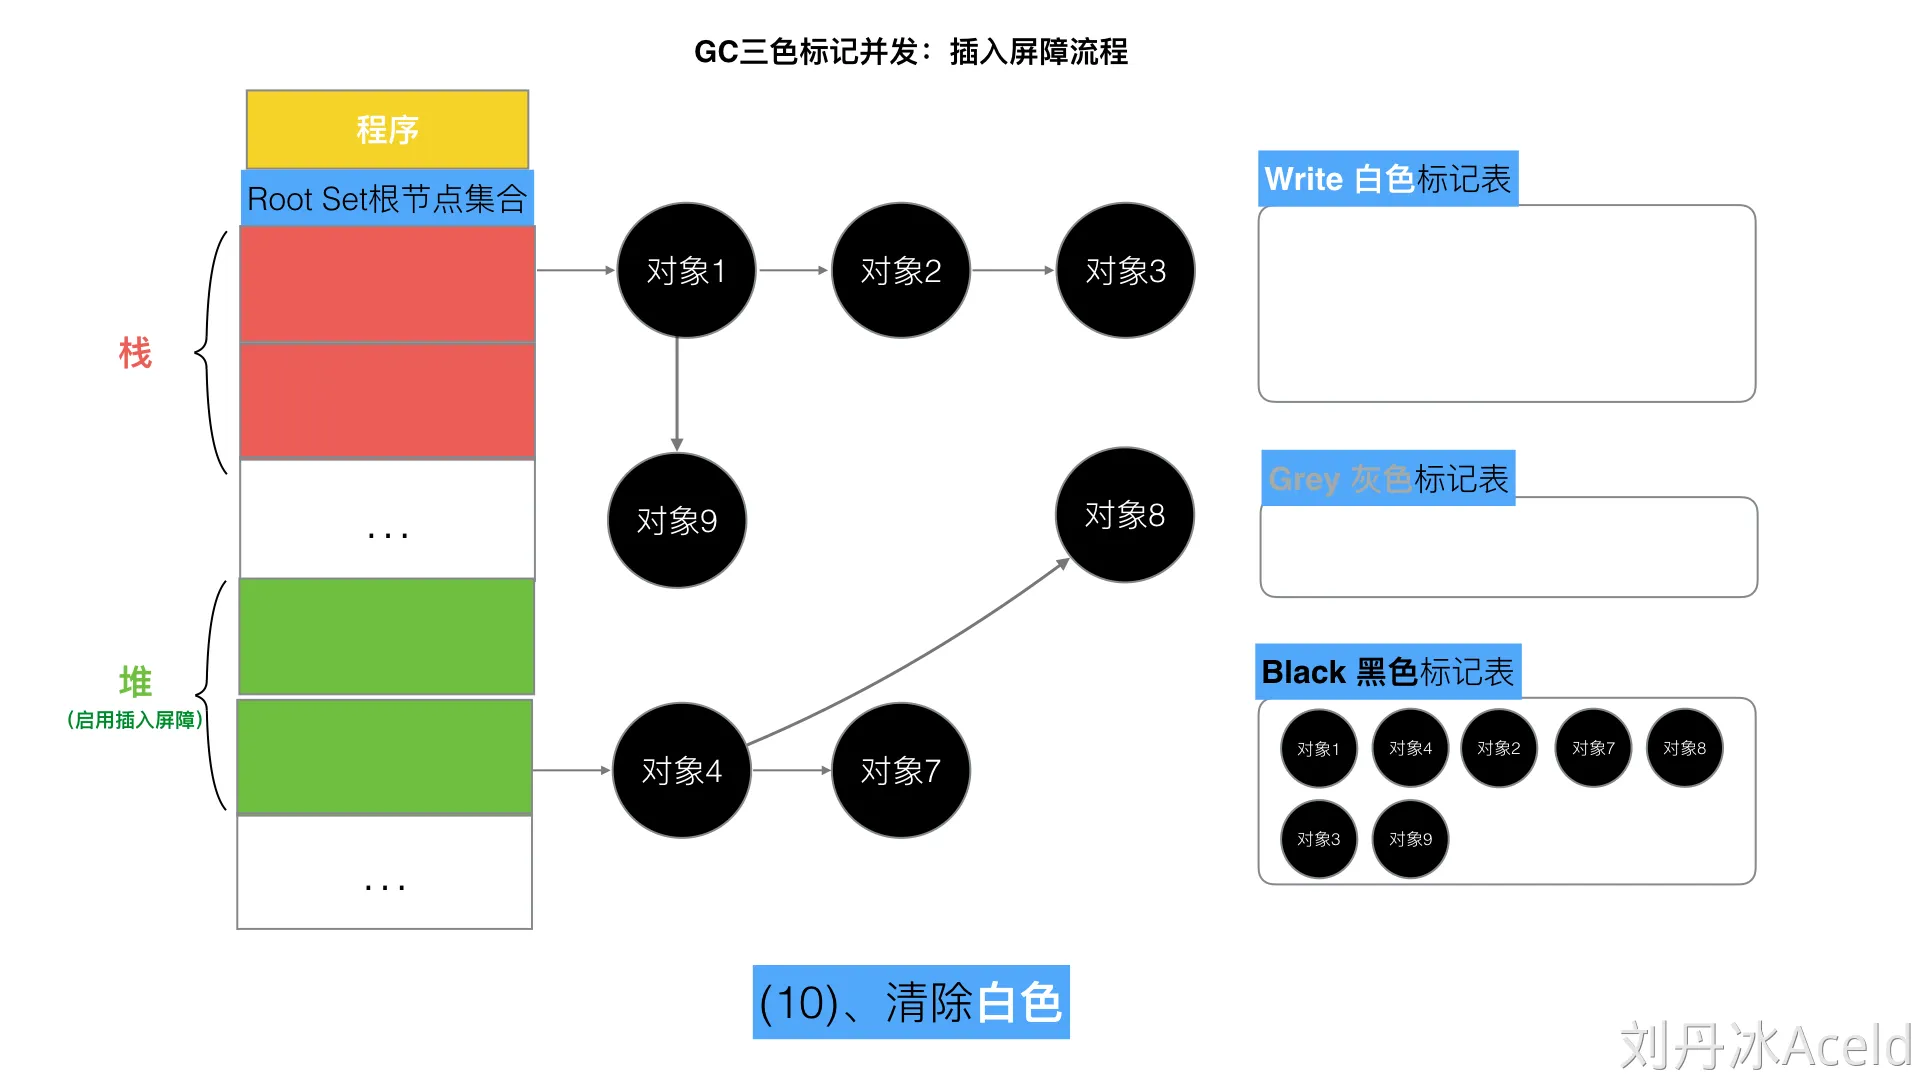 GC三色标记并发：插入屏障流程
程序
Root Set根节点集合
栈
...
堆
（启用插入屏障）
...
对象1
对象2
对象3
对象9
对象8
对象4
对象7
Write 白色标记表
Grey 灰色标记表
Black 黑色标记表
对象1 对象4 对象2 对象7 对象8
对象3 对象9
(10)、清除白色
刘丹冰Aceld